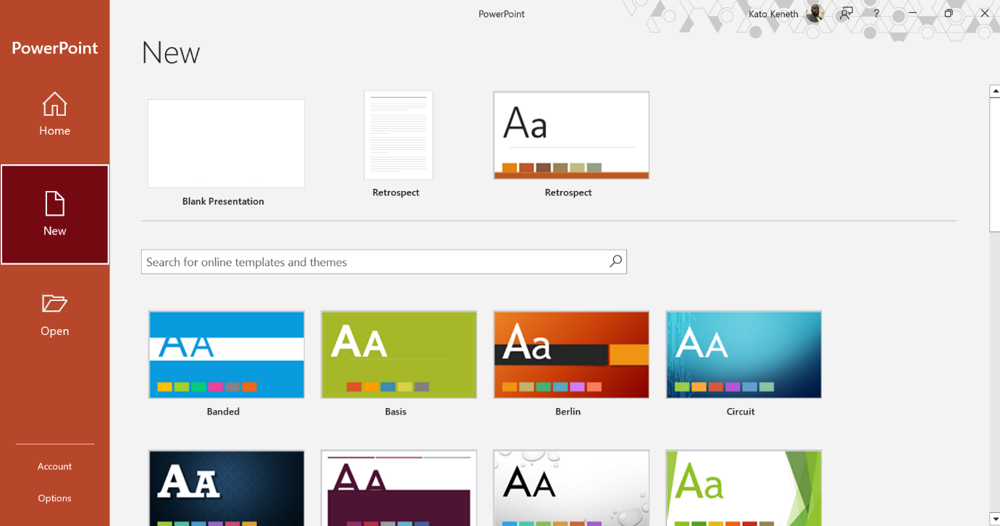 PowerPoint
Kato Keneth
?
PowerPoint
New
Home
New
Open
Account
Options
Blank Presentation
Retrospect
Aa
Retrospect
Search for online templates and themes
AA
Banded
AA
Basis
Aa
Berlin
AA
Circuit
AA
AA
AA
Aa